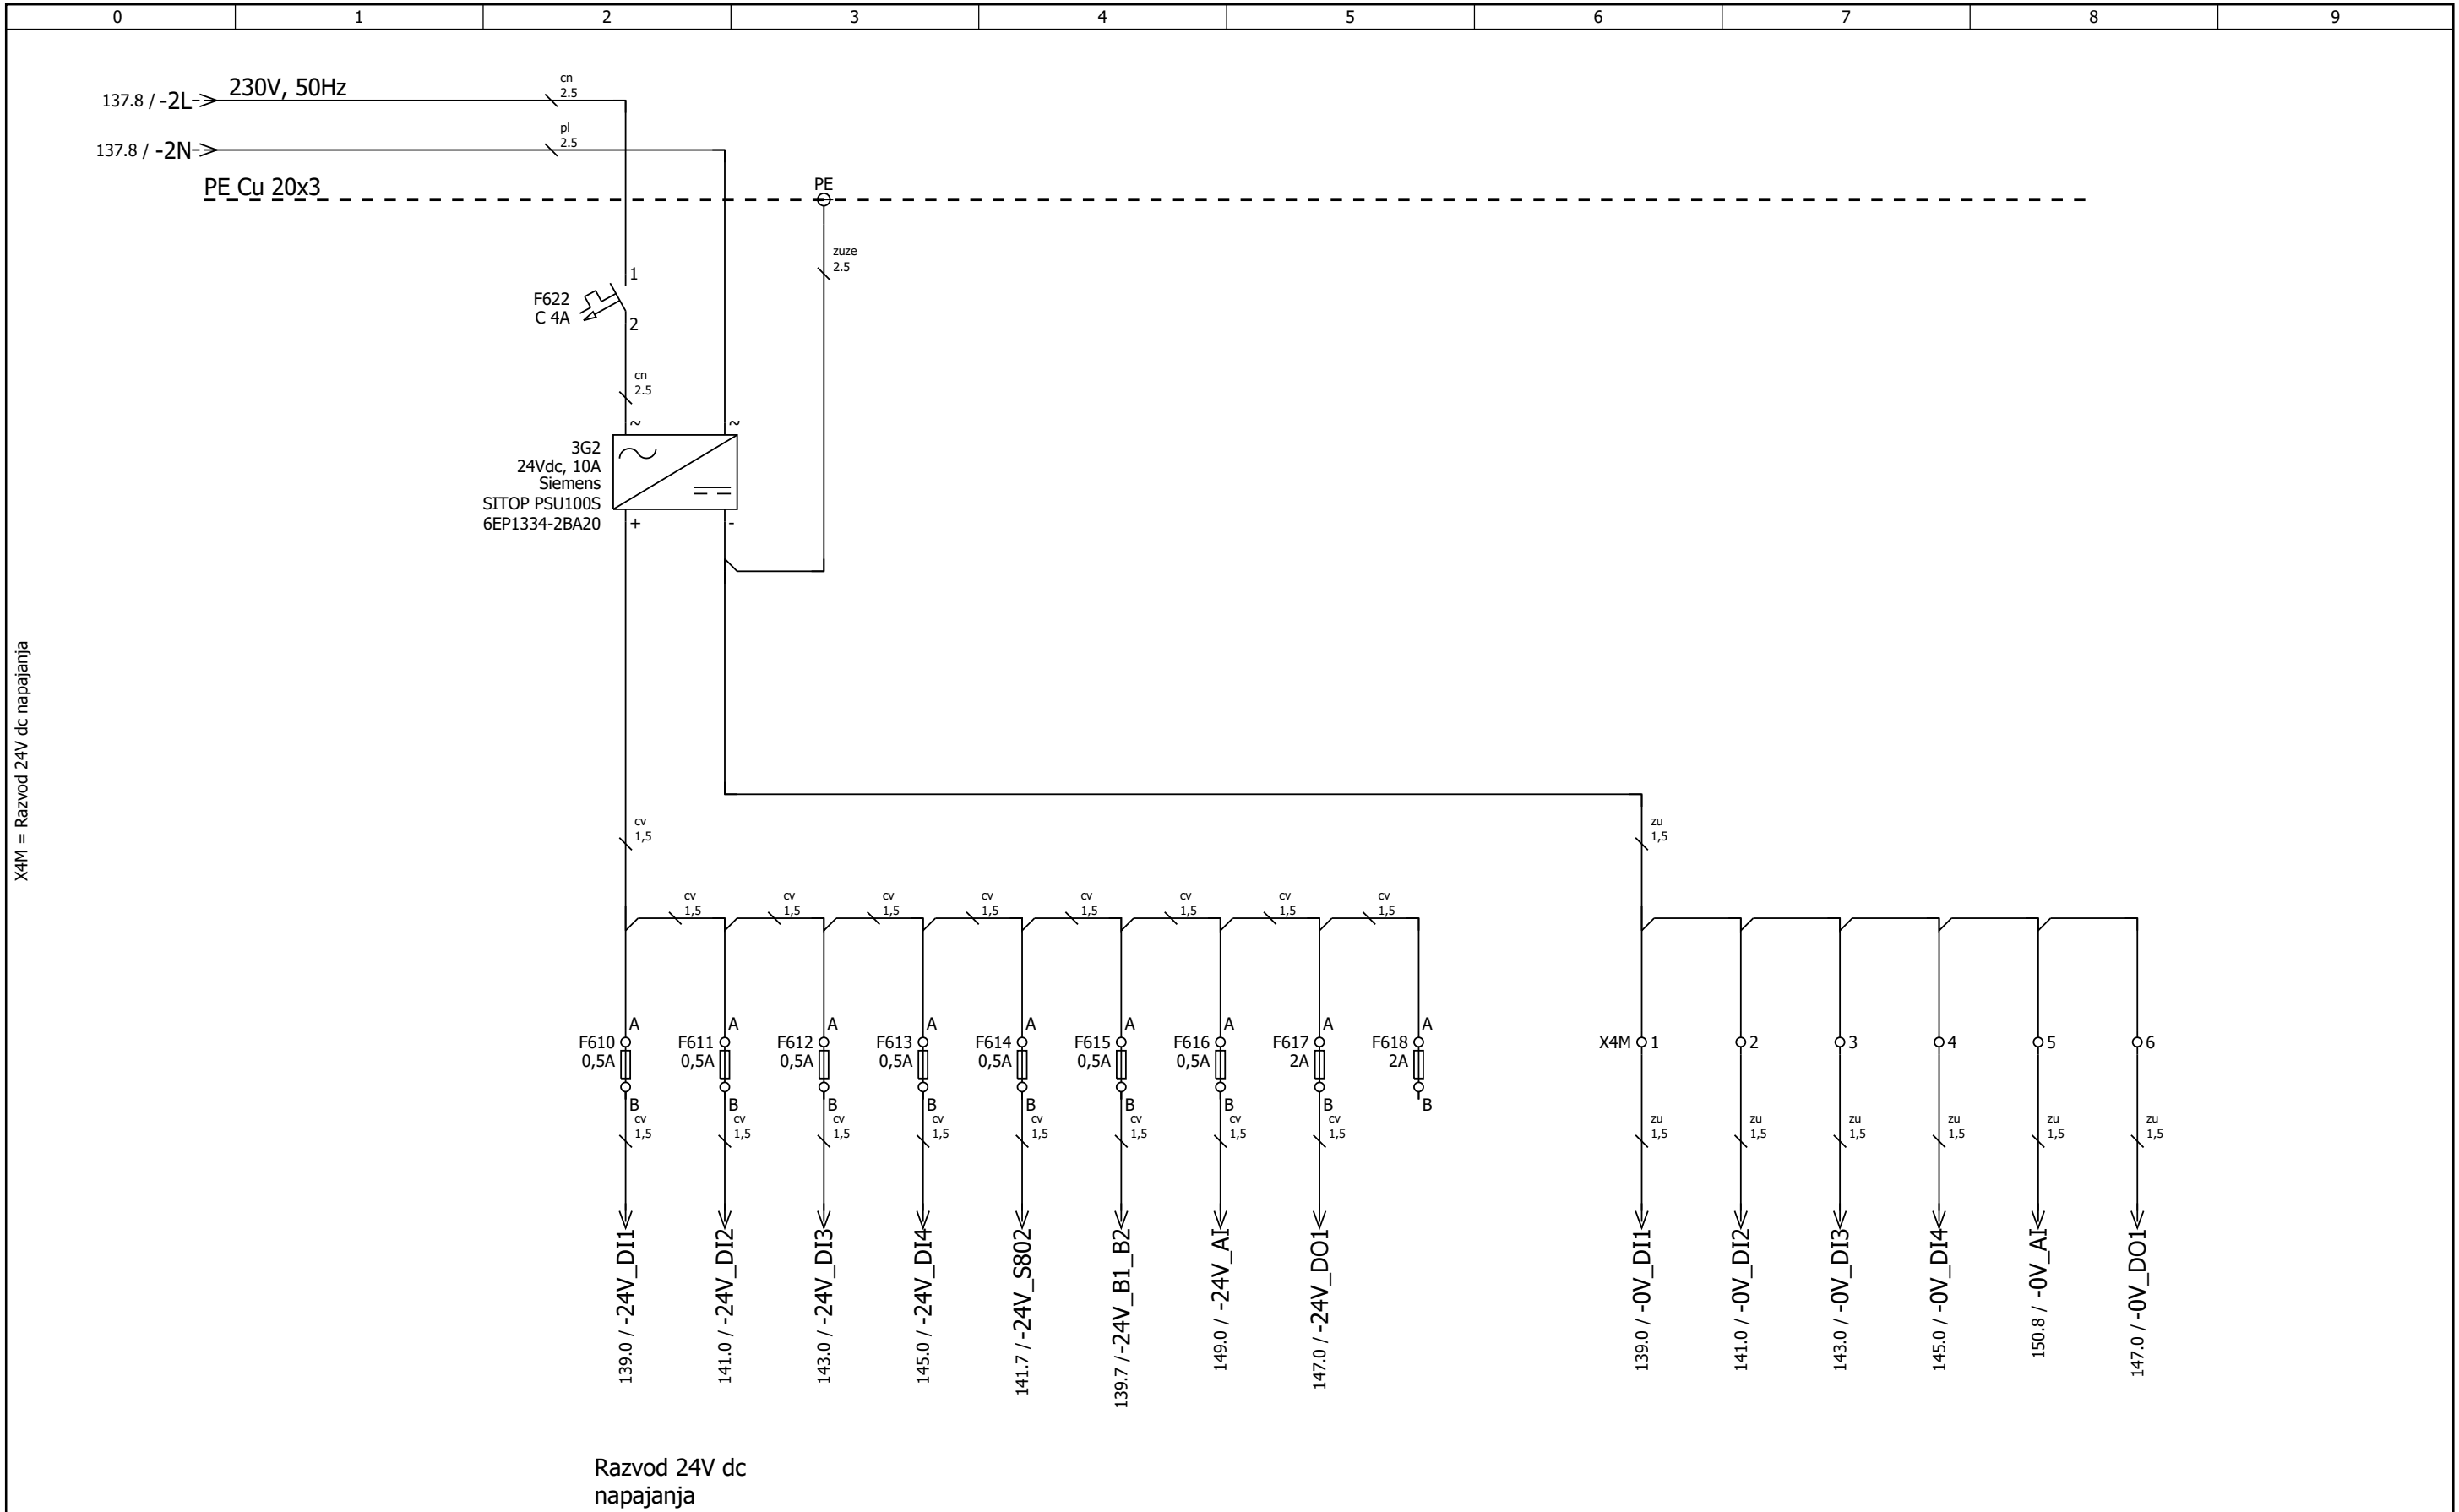 0 1 2 3 4 5 6 7 8 9
137.8 / -2L 230V, 50Hz
cn
2.5
137.8 / -2N
pl
2.5
PE Cu 20x3
PE
zuze
2.5
1
F622
C 4A
2
cn
2.5
~ ~
3G2
24Vdc, 10A
Siemens
SITOP PSU100S
6EP1334-2BA20
+ -
X4M = Razvod 24V dc napajanja
cv
1,5
zu
1,5
cv cv cv cv cv cv cv cv
1,5 1,5 1,5 1,5 1,5 1,5 1,5 1,5
A A A A A A A A A
F610 F611 F612 F613 F614 F615 F616 F617 F618 X4M 1 2 3 4 5 6
0,5A 0,5A 0,5A 0,5A 0,5A 0,5A 0,5A 2A 2A
B B B B B B B B B
cv cv cv cv cv cv cv cv zu zu zu zu zu zu
1,5 1,5 1,5 1,5 1,5 1,5 1,5 1,5 1,5 1,5 1,5 1,5 1,5 1,5
139.0 / -24V_DI1
141.0 / -24V_DI2
143.0 / -24V_DI3
145.0 / -24V_DI4
141.7 / -24V_S802
139.7 / -24V_B1_B2
149.0 / -24V_AI
147.0 / -24V_DO1
139.0 / -0V_DI1
141.0 / -0V_DI2
143.0 / -0V_DI3
145.0 / -0V_DI4
150.8 / -0V_AI
147.0 / -0V_DO1
Razvod 24V dc
napajanja